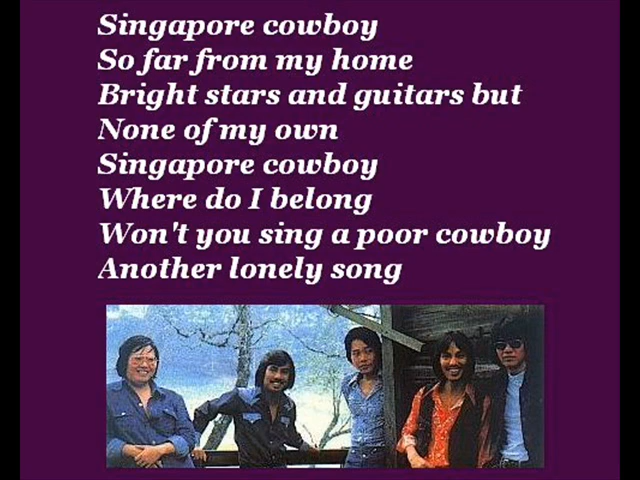 Singapore cowboy
So far from my home
Bright stars and guitars but
None of my own
Singapore cowboy
Where do I belong
Won't you sing a poor cowboy
Another lonely song